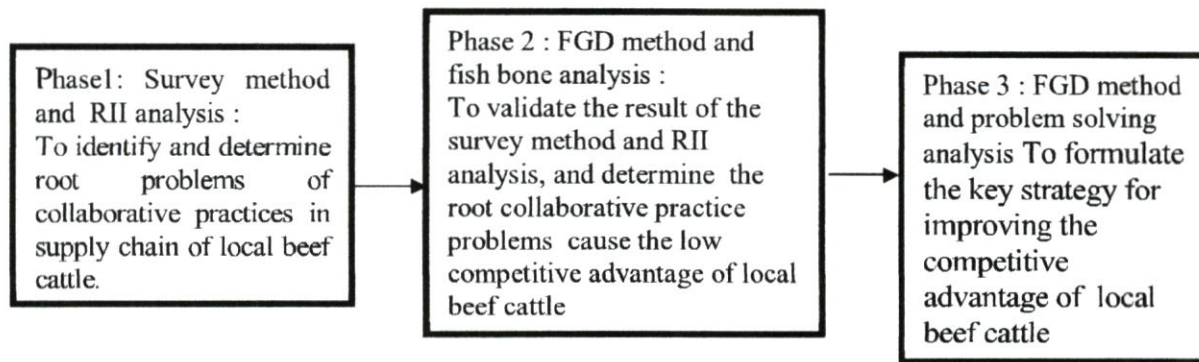 Phase1: Survey method
and RII analysis :
To identify and determine
root problems of
collaborative practices in
supply chain of local beef
cattle.
Phase 2 : FGD method and
fish bone analysis :
To validate the result of the
survey method and RII
analysis, and determine the
root collaborative practice
problems cause the low
competitive advantage of local
beef cattle
Phase 3 : FGD method
and problem solving
analysis To formulate
the key strategy for
improving the
competitive
advantage of local
beef cattle